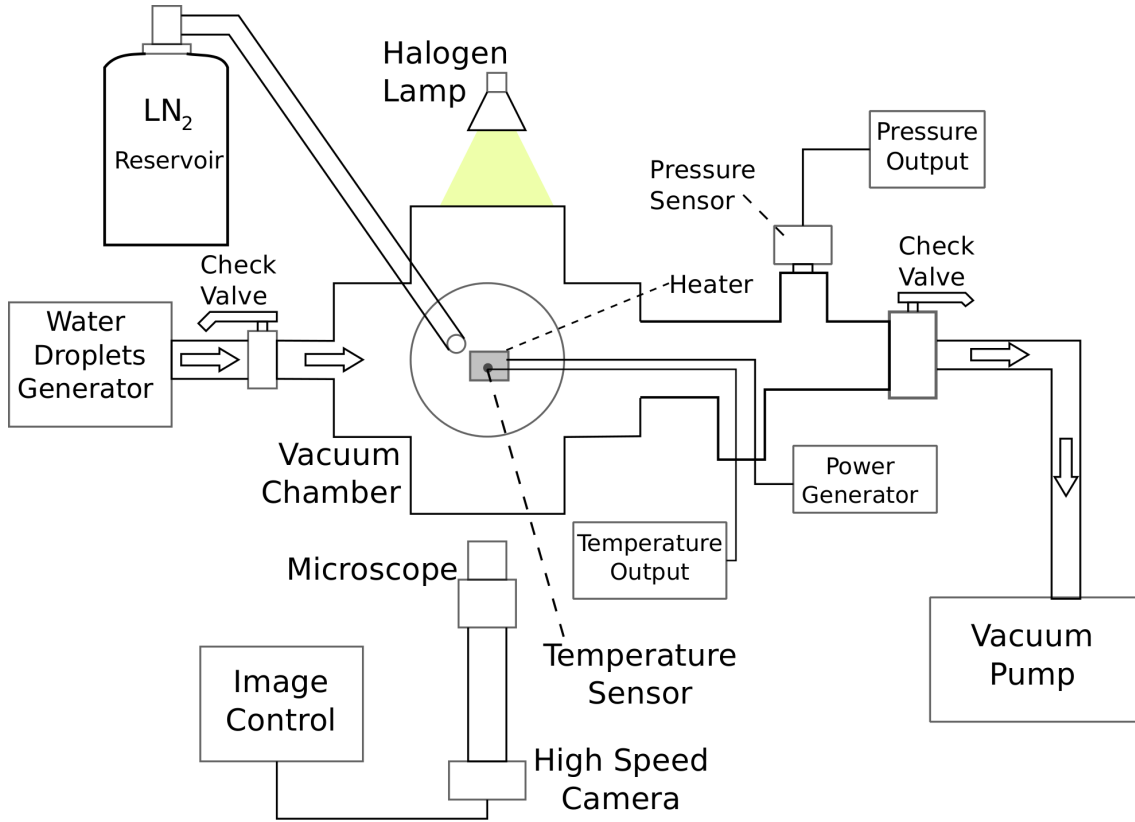 LN2
Reservoir
Halogen
Lamp
Pressure
Output
Pressure
Sensor
Check
Valve
Check
Valve
Heater
Water
Droplets
Generator
Vacuum
Chamber
Power
Generator
Temperature
Output
Microscope
Temperature
Sensor
Vacuum
Pump
Image
Control
High Speed
Camera